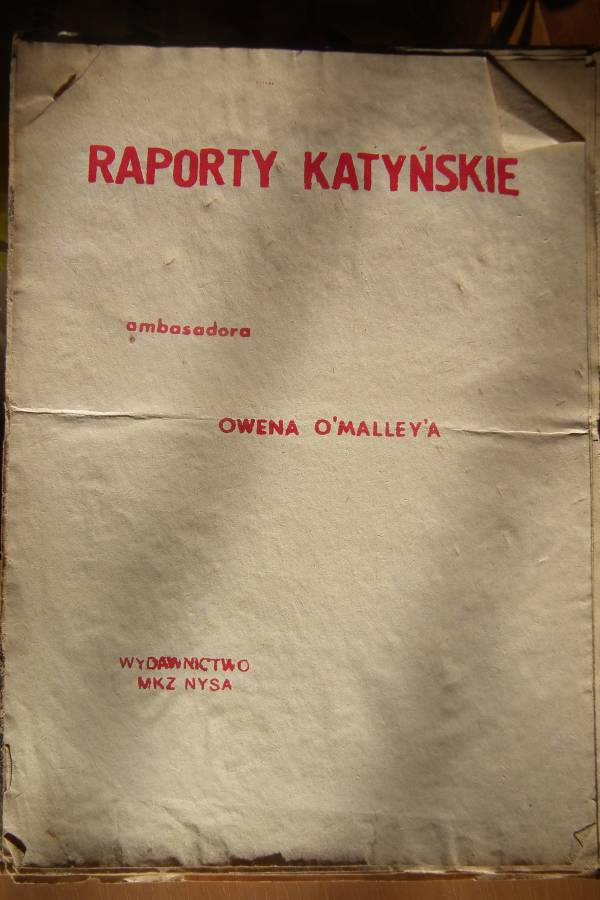 RAPORTY KATYŃSKIE
ambasadora
OWENA O'MALLEY'A
WYDAWNICTWO
MKZ NYSA